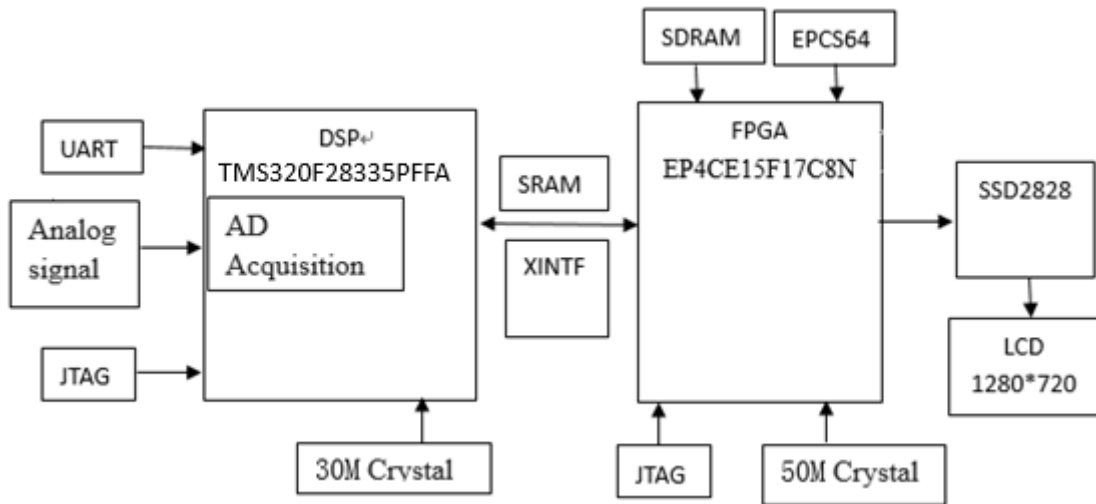 SDRAM
EPCS64
UART
DSP↵
TMS320F28335PFFA
FPGA
EP4CE15F17C8N
SRAM
SSD2828
Analog
signal
AD
Acquisition
XINTF
JTAG
LCD
1280*720
30M Crystal
JTAG
50M Crystal